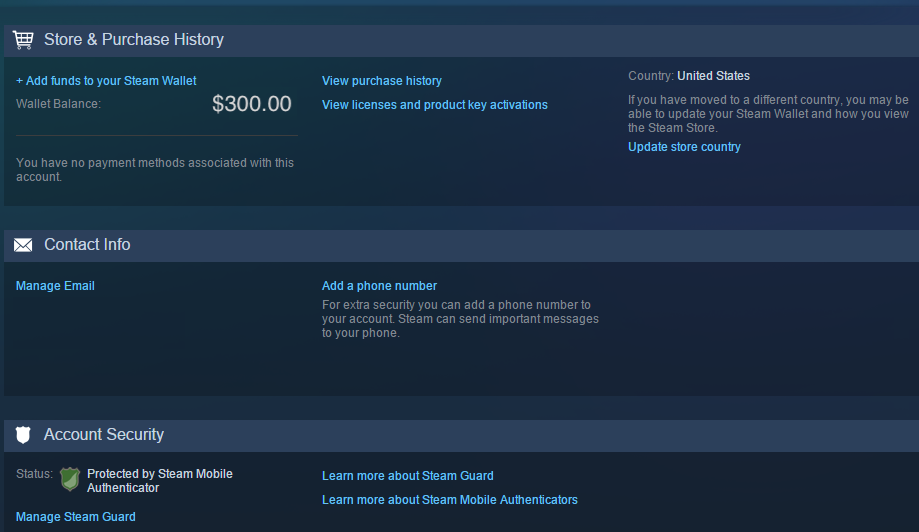 Store & Purchase History
+ Add funds to your Steam Wallet
Wallet Balance: $300.00
You have no payment methods associated with this
account.
View purchase history
View licenses and product key activations
Country: United States
If you have moved to a different country, you may be
able to update your Steam Wallet and how you view
the Steam Store.
Update store country
Contact Info
Manage Email
Add a phone number
For extra security you can add a phone number to
your account. Steam can send important messages
to your phone.
Account Security
Status: Protected by Steam Mobile
Authenticator
Manage Steam Guard
Learn more about Steam Guard
Learn more about Steam Mobile Authenticators